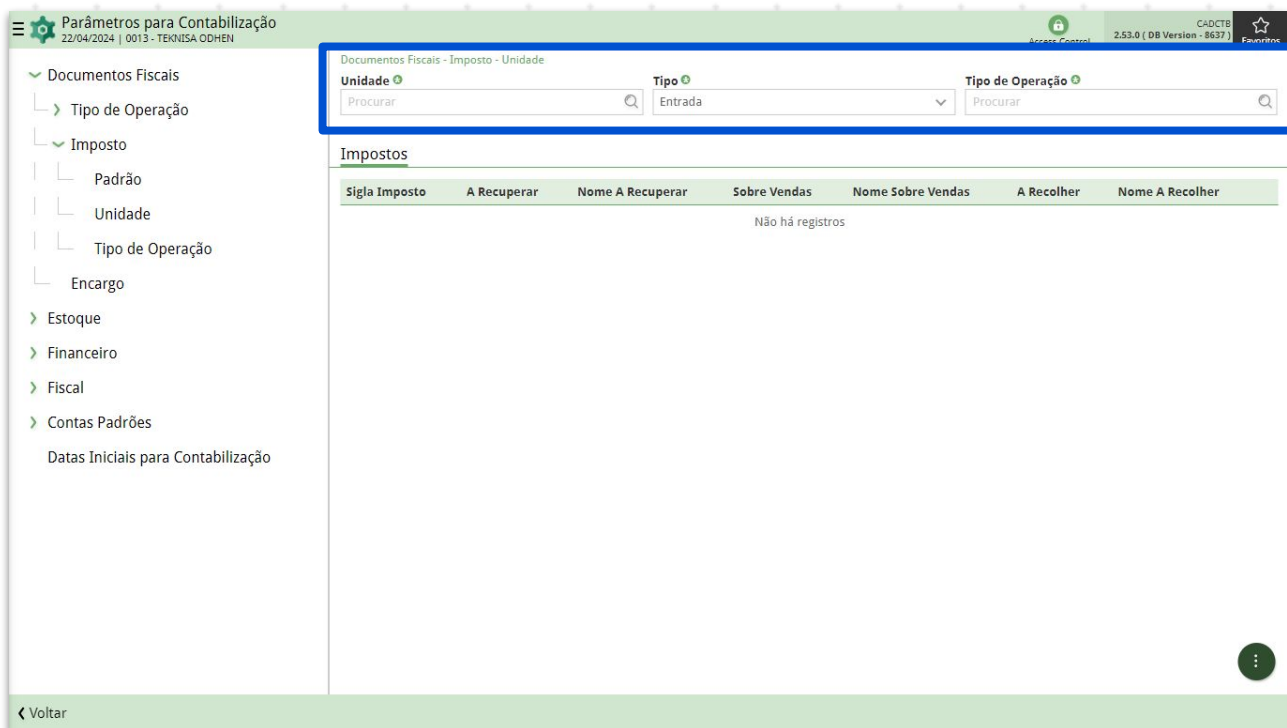 Parâmetros para Contabilização
22/04/2024 | 0013 - TEKNISA ODHEN
Access Control
CADCTB
2.53.0 ( DB Version - 8637 )
Favoritos
Documentos Fiscais
Tipo de Operação
Imposto
Padrão
Unidade
Tipo de Operação
Encargo
Estoque
Financeiro
Fiscal
Contas Padrões
Datas Iniciais para Contabilização
Documentos Fiscais - Imposto - Unidade
Unidade Tipo Tipo de Operação
Procurar Entrada Procurar
Impostos
Sigla Imposto A Recuperar Nome A Recuperar Sobre Vendas Nome Sobre Vendas A Recolher Nome A Recolher
Não há registros
Voltar